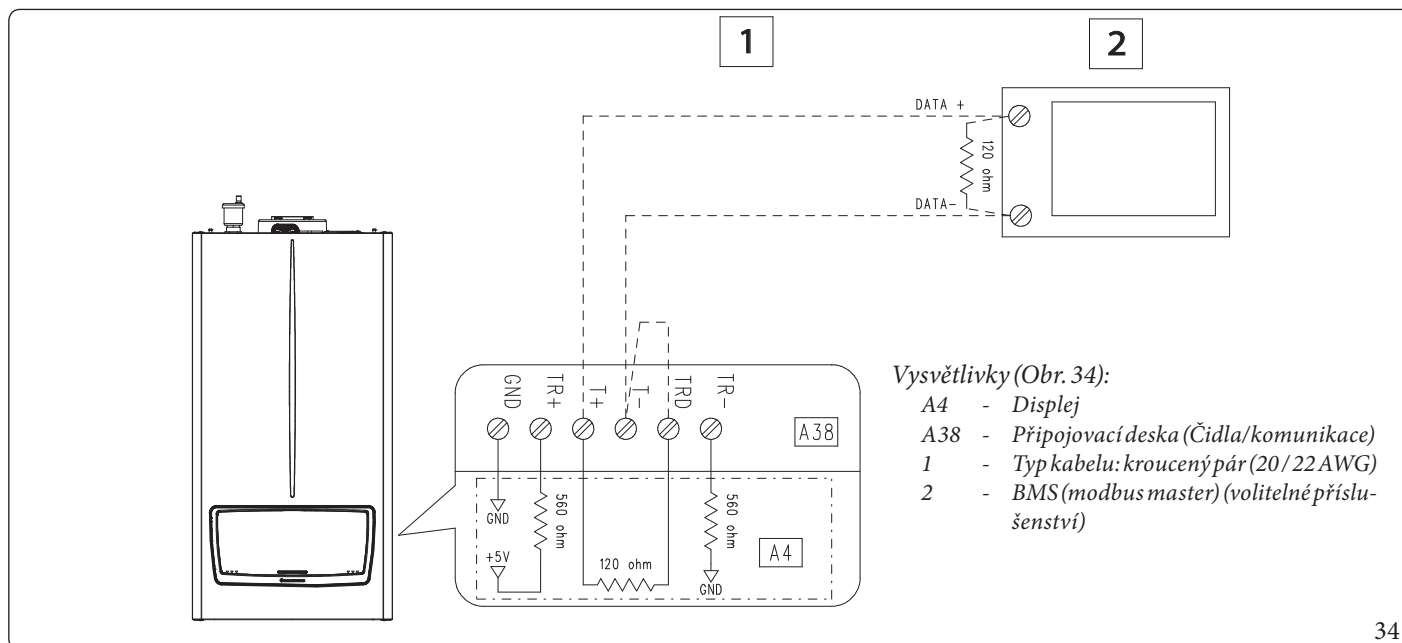 1
2
DATA +
120 ohm
DATA-
GND
TR+
T+
T-
TRD
TR-
A38
GND
560 ohm
+5V
120 ohm
560 ohm
GND
A4
Vysvětlivky (Obr. 34):
A4 - Displej
A38 - Připojovací deska (Čidla/komunikace)
1 - Typ kabelu: kroucený pár (20 / 22 AWG)
2 - BMS (modbus master) (volitelné příslu-
šenství)
34